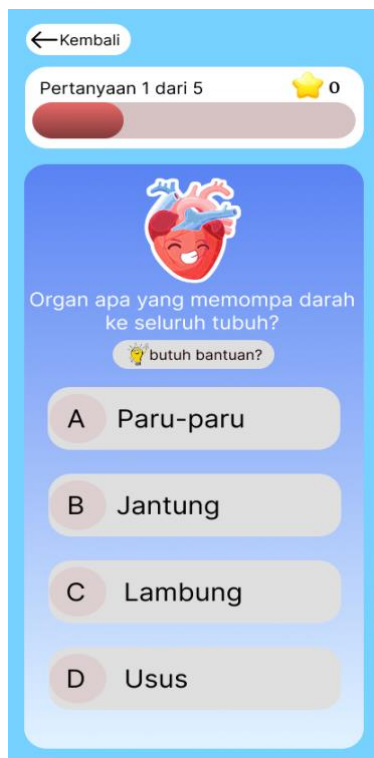 ←Kembali
Pertanyaan 1 dari 5
0
Organ apa yang memompa darah
ke seluruh tubuh?
butuh bantuan?
A Paru-paru
B Jantung
C Lambung
D Usus